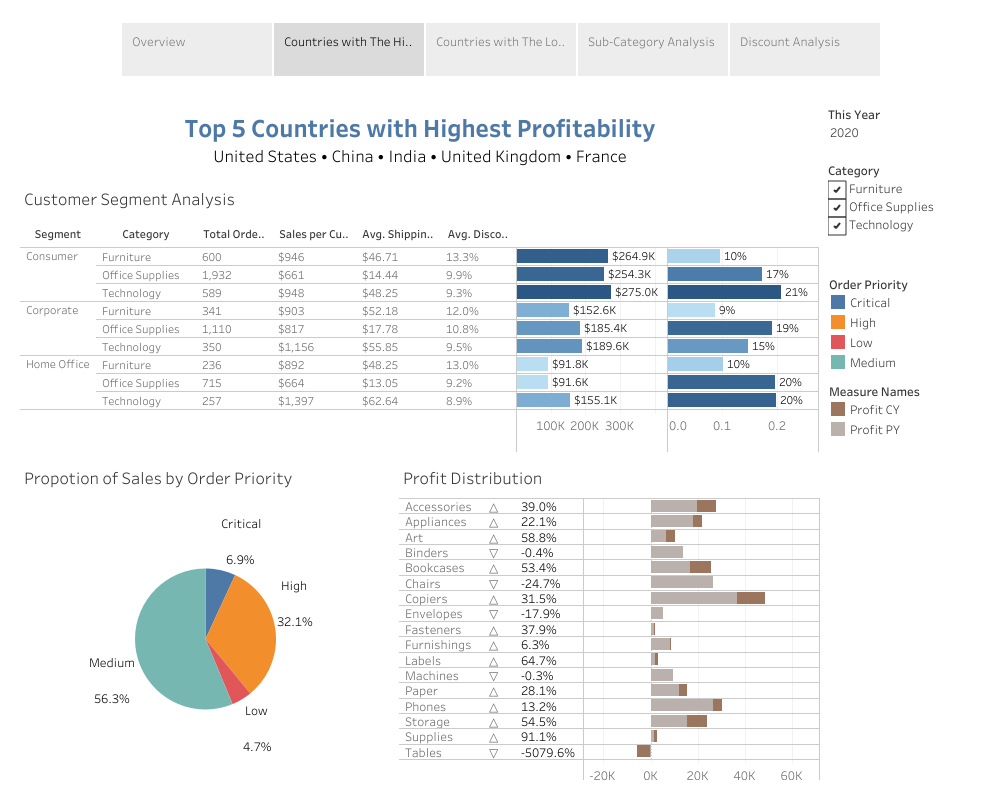 Overview Countries with The Hi.. Countries with The Lo.. Sub-Category Analysis Discount Analysis
Top 5 Countries with Highest Profitability
United States • China • India • United Kingdom • France
This Year
2020
Category
Furniture
Office Supplies
Technology
Customer Segment Analysis
Segment Category Total Orde.. Sales per Cu.. Avg. Shippin.. Avg. Disco..
Consumer Furniture 600 $946 $46.71 13.3% $264.9K 10%
Office Supplies 1,932 $661 $14.44 9.9% $254.3K 17%
Technology 589 $948 $48.25 9.3% $275.0K 21%
Corporate Furniture 341 $903 $52.18 12.0% $152.6K 9%
Office Supplies 1,110 $817 $17.78 10.8% $185.4K 19%
Technology 350 $1,156 $55.85 9.5% $189.6K 15%
Home Office Furniture 236 $892 $48.25 13.0% $91.8K 10%
Office Supplies 715 $664 $13.05 9.2% $91.6K 20%
Technology 257 $1,397 $62.64 8.9% $155.1K 20%
100K 200K 300K 0.0 0.1 0.2
Order Priority
Critical
High
Low
Medium
Measure Names
Profit CY
Profit PY
Propotion of Sales by Order Priority
Critical
6.9%
High
32.1%
Medium
56.3%
Low
4.7%
Profit Distribution
Accessories △ 39.0%
Appliances △ 22.1%
Art △ 58.8%
Binders ▽ -0.4%
Bookcases △ 53.4%
Chairs ▽ -24.7%
Copiers △ 31.5%
Envelopes ▽ -17.9%
Fasteners △ 37.9%
Furnishings △ 6.3%
Labels △ 64.7%
Machines ▽ -0.3%
Paper △ 28.1%
Phones △ 13.2%
Storage △ 54.5%
Supplies △ 91.1%
Tables ▽ -5079.6%
-20K 0K 20K 40K 60K